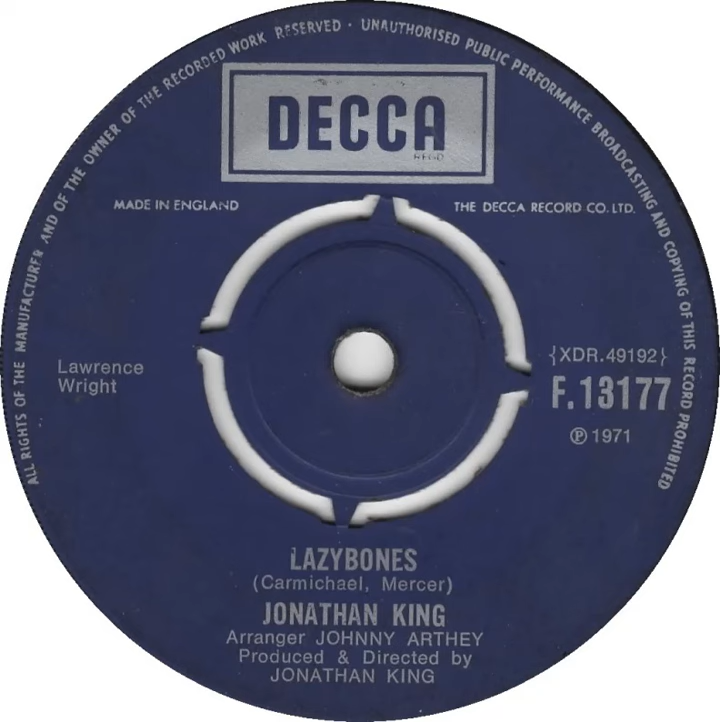 ALL RIGHTS OF THE MANUFACTURER AND OF THE OWNER OF THE RECORDED WORK RESERVED · UNAUTHORISED PUBLIC PERFORMANCE BROADCASTING AND COPYING OF THIS RECORD PROHIBITED
DECCA
REGD
MADE IN ENGLAND
THE DECCA RECORD CO. LTD.
Lawrence
Wright
{XDR.49192}
F.13177
Ⓟ 1971
LAZYBONES
(Carmichael, Mercer)
JONATHAN KING
Arranger JOHNNY ARTHEY
Produced & Directed by
JONATHAN KING